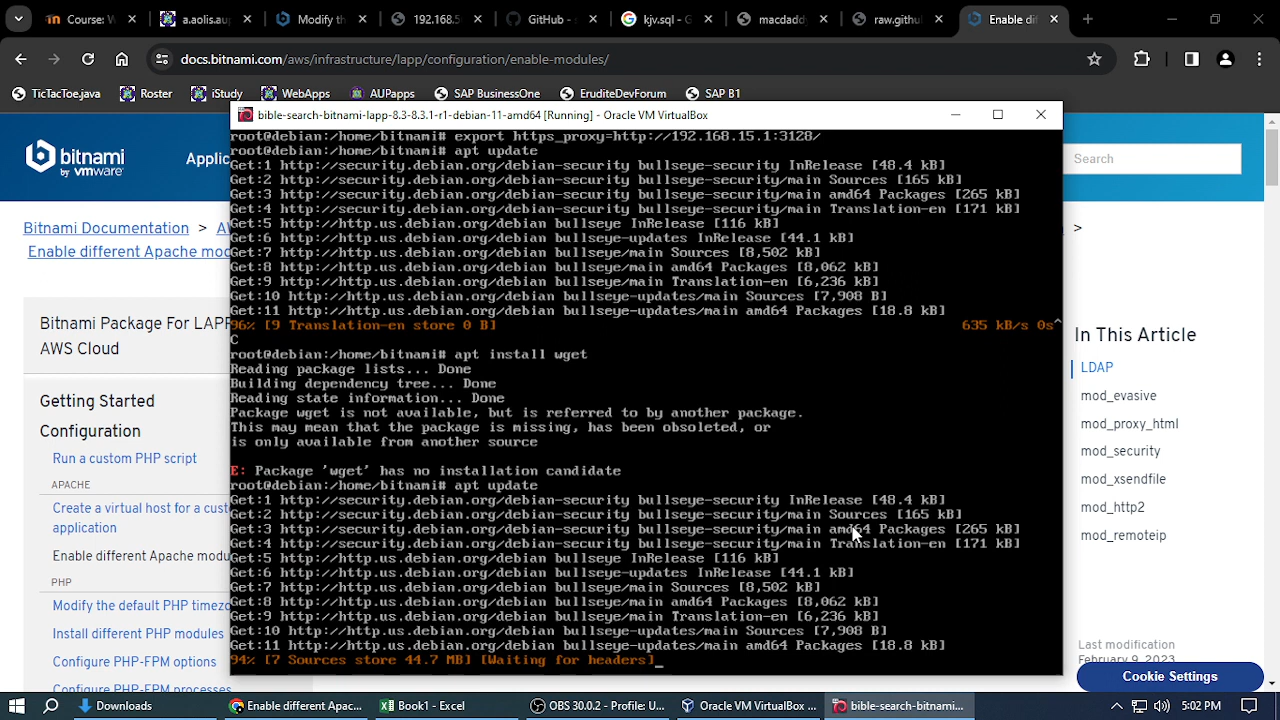 Course: W
a.aolis.au
Modify th
192.168.5
GitHub -
kjv.sql - G
macdaddy
raw.githu
Enable dif
docs.bitnami.com/aws/infrastructure/lapp/configuration/enable-modules/
TicTacToe.java
Roster
iStudy
WebApps
AUPapps
SAP BusinessOne
EruditeDevForum
SAP B1
bitnami
by vmware
Applic
Search
Bitnami Documentation > AW
>
Enable different Apache mod
Bitnami Package For LAPP
AWS Cloud
Getting Started
Configuration
Run a custom PHP script
APACHE
Create a virtual host for a cust
application
Enable different Apache modu
PHP
Modify the default PHP timezo
Install different PHP modules
Configure PHP-FPM options
Configure PHP-FPM processes
bible-search-bitnami-lapp-8.3-8.3.1-r1-debian-11-amd64 [Running] - Oracle VM VirtualBox
root@debian:/home/bitnami# export https_proxy=http://192.168.15.1:3128/
root@debian:/home/bitnami# apt update
Get:1 http://security.debian.org/debian-security bullseye-security InRelease [48.4 kB]
Get:2 http://security.debian.org/debian-security bullseye-security/main Sources [165 kB]
Get:3 http://security.debian.org/debian-security bullseye-security/main amd64 Packages [265 kB]
Get:4 http://security.debian.org/debian-security bullseye-security/main Translation-en [171 kB]
Get:5 http://http.us.debian.org/debian bullseye InRelease [116 kB]
Get:6 http://http.us.debian.org/debian bullseye-updates InRelease [44.1 kB]
Get:7 http://http.us.debian.org/debian bullseye/main Sources [8,502 kB]
Get:8 http://http.us.debian.org/debian bullseye/main amd64 Packages [8,062 kB]
Get:9 http://http.us.debian.org/debian bullseye/main Translation-en [6,236 kB]
Get:10 http://http.us.debian.org/debian bullseye-updates/main Sources [7,908 B]
Get:11 http://http.us.debian.org/debian bullseye-updates/main amd64 Packages [18.8 kB]
96% [9 Translation-en store 0 B] 635 kB/s 0s^
C
root@debian:/home/bitnami# apt install wget
Reading package lists... Done
Building dependency tree... Done
Reading state information... Done
Package wget is not available, but is referred to by another package.
This may mean that the package is missing, has been obsoleted, or
is only available from another source

E: Package 'wget' has no installation candidate
root@debian:/home/bitnami# apt update
Get:1 http://security.debian.org/debian-security bullseye-security InRelease [48.4 kB]
Get:2 http://security.debian.org/debian-security bullseye-security/main Sources [165 kB]
Get:3 http://security.debian.org/debian-security bullseye-security/main amd64 Packages [265 kB]
Get:4 http://security.debian.org/debian-security bullseye-security/main Translation-en [171 kB]
Get:5 http://http.us.debian.org/debian bullseye InRelease [116 kB]
Get:6 http://http.us.debian.org/debian bullseye-updates InRelease [44.1 kB]
Get:7 http://http.us.debian.org/debian bullseye/main Sources [8,502 kB]
Get:8 http://http.us.debian.org/debian bullseye/main amd64 Packages [8,062 kB]
Get:9 http://http.us.debian.org/debian bullseye/main Translation-en [6,236 kB]
Get:10 http://http.us.debian.org/debian bullseye-updates/main Sources [7,908 B]
Get:11 http://http.us.debian.org/debian bullseye-updates/main amd64 Packages [18.8 kB]
94% [7 Sources store 44.7 MB] [Waiting for headers]_
In This Article
LDAP
mod_evasive
mod_proxy_html
mod_security
mod_xsendfile
mod_http2
mod_remoteip
Last modification
February 9, 2023
Cookie Settings
Downloads
Enable different Apac...
Book1 - Excel
OBS 30.0.2 - Profile: U...
Oracle VM VirtualBox ...
bible-search-bitnami...
5:02 PM